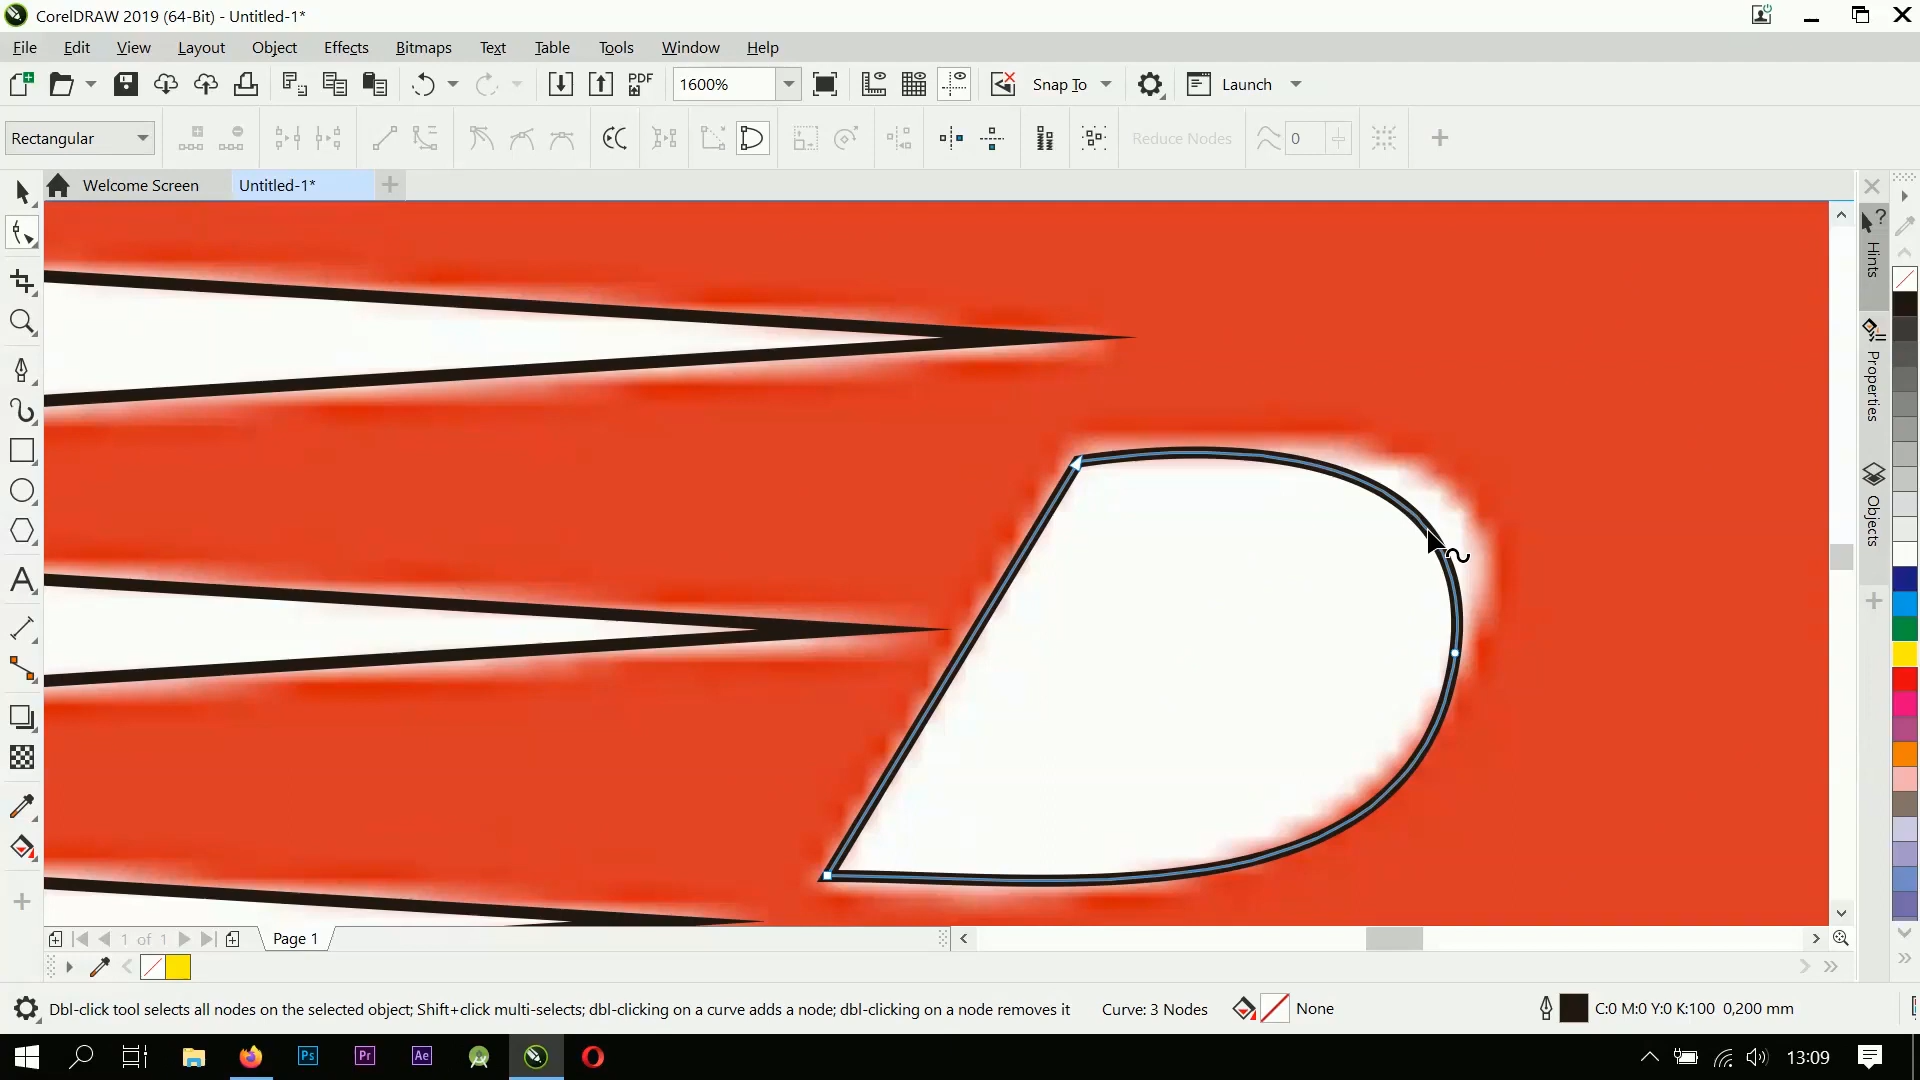 CorelDRAW 2019 (64-Bit) - Untitled-1*
File Edit View Layout Object Effects Bitmaps Text Table Tools Window Help
PDF 1600% Snap To Launch
Rectangular Reduce Nodes 0
Welcome Screen Untitled-1*
Hints
Properties
Objects
1 of 1 Page 1
Dbl-click tool selects all nodes on the selected object; Shift+click multi-selects; dbl-clicking on a curve adds a node; dbl-clicking on a node removes it Curve: 3 Nodes None C:0 M:0 Y:0 K:100 0,200 mm
Ps Pr Ae 13:09